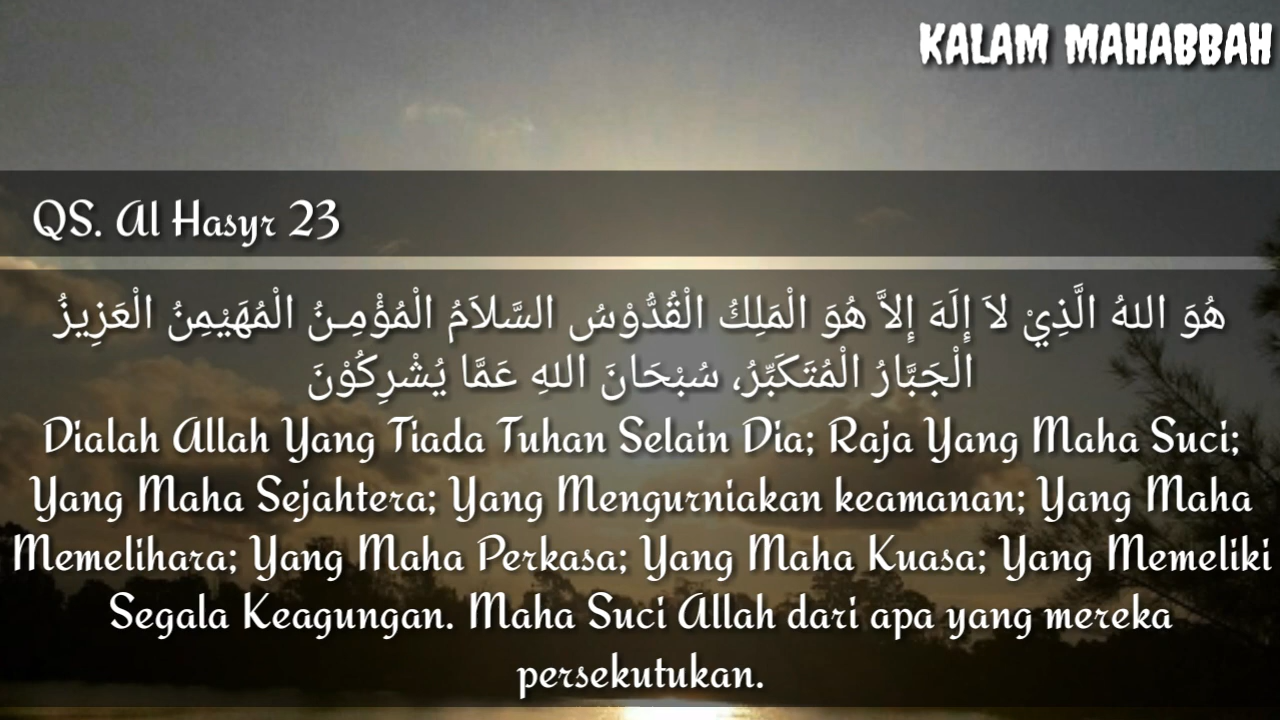 KALAM MAHABBAH
QS. Al Hasyr 23
هُوَ اللهُ الَّذِيْ لاَ إِلَهَ إِلاَّ هُوَ الْمَلِكُ الْقُدُّوْسُ السَّلاَمُ الْمُؤْمِـنُ الْمُهَيْمِنُ الْعَزِيزُ
الْجَبَّارُ الْمُتَكَبِّرُ، سُبْحَانَ اللهِ عَمَّا يُشْرِكُوْنَ
Dialah Allah Yang Tiada Tuhan Selain Dia; Raja Yang Maha Suci;
Yang Maha Sejahtera; Yang Mengurniakan keamanan; Yang Maha
Memelihara; Yang Maha Perkasa; Yang Maha Kuasa; Yang Memeliki
Segala Keagungan. Maha Suci Allah dari apa yang mereka
persekutukan.